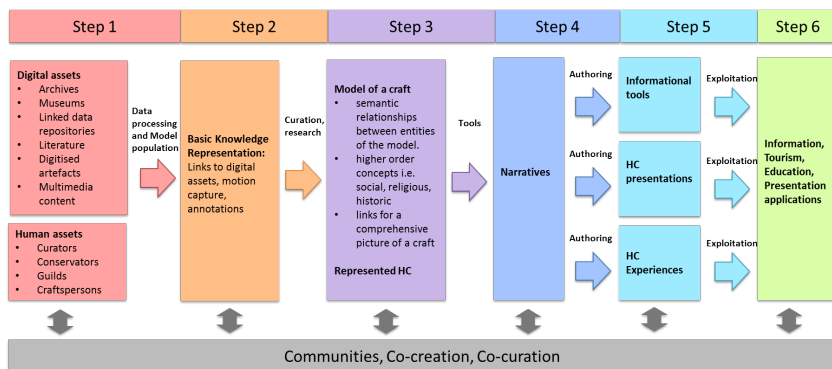 Step 1
Step 2
Step 3
Step 4
Step 5
Step 6
Digital assets
• Archives
• Museums
• Linked data
repositories
• Literature
• Digitised
artefacts
• Multimedia
content
Human assets
• Curators
• Conservators
• Guilds
• Craftspersons
Data
processing
and Model
population
Basic Knowledge
Representation:
Links to digital
assets, motion
capture,
annotations
Curation,
research
Model of a craft
• semantic
relationships
between entities
of the model.
• higher order
concepts i.e.
social, religious,
historic
• links for a
comprehensive
picture of a craft
Represented HC
Tools
Narratives
Authoring
Authoring
Authoring
Informational
tools
HC
presentations
HC
Experiences
Exploitation
Exploitation
Exploitation
Information,
Tourism,
Education,
Presentation
applications
Communities, Co-creation, Co-curation